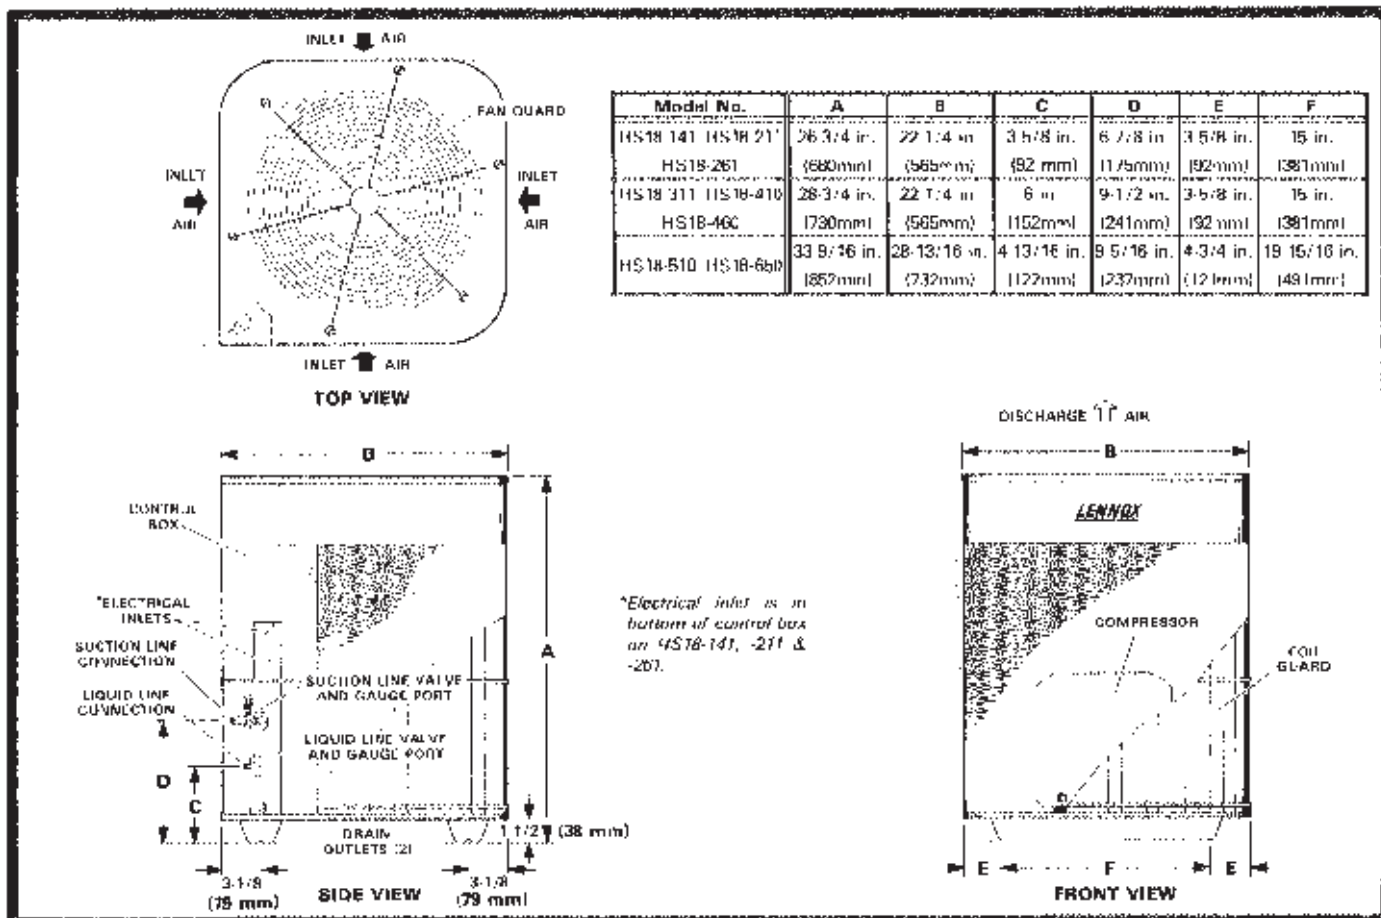 INLET AIR
FAN GUARD
INLET
AIR
INLET
AIR
INLET AIR
TOP VIEW
Model No. A B C D E F
HS18-141 HS18-211 26-3/4 in. 22-1/4 in. 3-5/8 in. 6-7/8 in. 3-5/8 in. 15 in.
HS18-261 (680mm) (565mm) (92 mm) (175mm) (92mm) (381mm)
HS18-311 HS18-410 28-3/4 in. 22-1/4 in. 6 in. 9-1/2 in. 3-5/8 in. 15 in.
HS18-460 (730mm) (565mm) (152mm) (241mm) (92mm) (381mm)
HS18-510 HS18-650 33-9/16 in. 28-13/16 in. 4-13/16 in. 9-5/16 in. 4-3/4 in. 19-15/16 in.
(852mm) (732mm) (122mm) (237mm) (121mm) (491mm)
DISCHARGE AIR
B
CONTROL
BOX
*ELECTRICAL
INLETS
SUCTION LINE
CONNECTION
LIQUID LINE
CONNECTION
SUCTION LINE VALVE
AND GAUGE PORT
LIQUID LINE VALVE
AND GAUGE PORT
A
D
C
DRAIN
OUTLETS (2)
1-1/2 (38 mm)
3-1/8
(79 mm)
3-1/8
(79 mm)
SIDE VIEW
*Electrical inlet is in
bottom of control box
on HS18-141, -211 &
-261.
B
LENNOX
COMPRESSOR
COIL
GUARD
E F E
FRONT VIEW